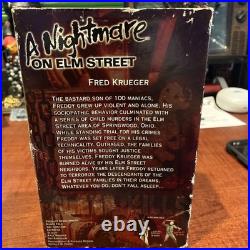 A Nightmare
ON ELM STREET
FRED KRUEGER
THE BASTARD SON OF 100 MANIACS,
FREDDY GREW UP VIOLENT AND ALONE. HIS
SOCIOPATHIC BEHAVIOR CULMINATED WITH
A SERIES OF CHILD MURDERS IN THE ELM
STREET AREA OF SPRINGWOOD, OHIO.
WHILE STANDING TRIAL FOR HIS CRIMES
FREDDY WAS SET FREE ON A LEGAL
TECHNICALITY. OUTRAGED, THE FAMILIES
OF HIS VICTIMS SOUGHT JUSTICE
THEMSELVES. FREDDY KRUEGER WAS
BURNED ALIVE BY HIS ELM STREET
NEIGHBORS. YEARS LATER FREDDY RETURNED
TO TERRORIZE THE DESCENDANTS OF THE
ELM STREET FAMILIES IN THEIR DREAMS.
WHATEVER YOU DO, DON'T FALL ASLEEP...